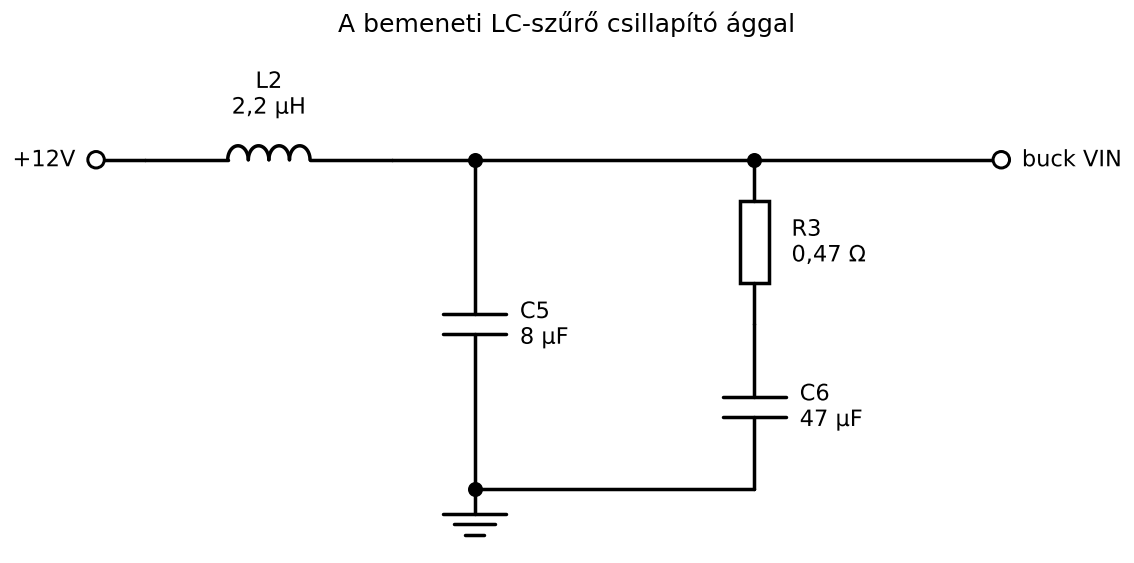 A bemeneti LC-szűrő csillapító ággal
L2
2,2 µH
+12V
buck VIN
R3
0,47 Ω
C5
8 µF
C6
47 µF